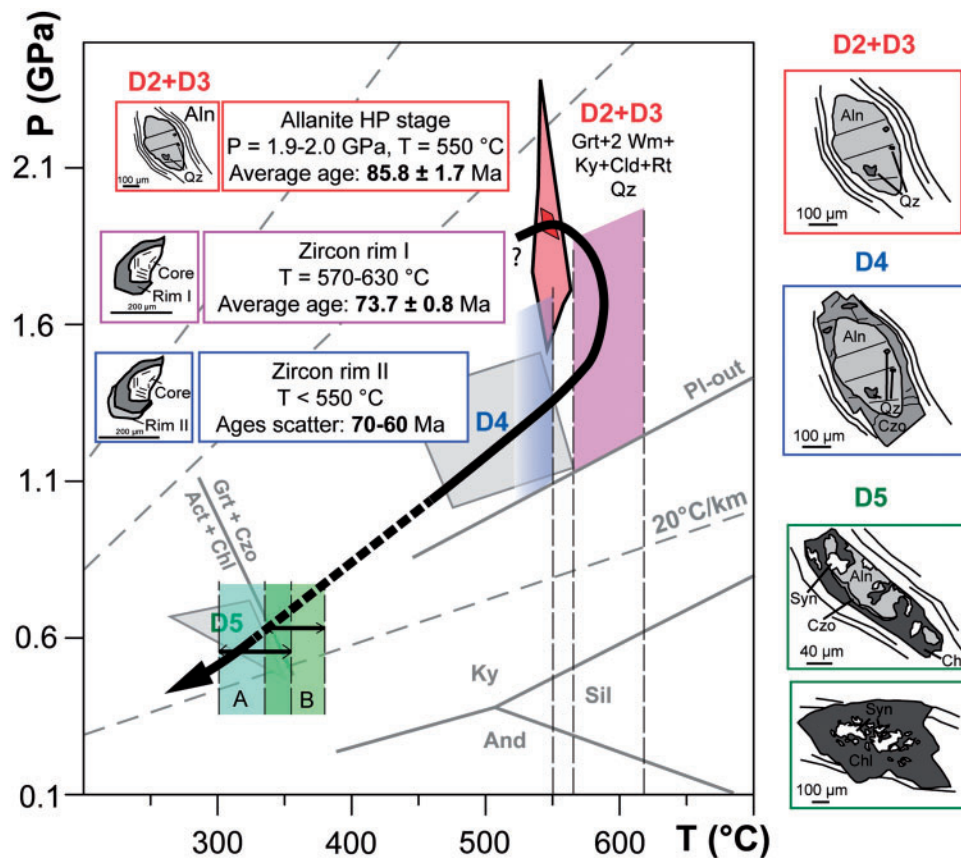 P (GPa)
2.1
1.6
1.1
0.6
0.1
300
400
500
600
T (°C)
D2+D3
Aln
Qz
100 µm
Allanite HP stage
P = 1.9-2.0 GPa, T = 550 °C
Average age: 85.8 ± 1.7 Ma
Core
Rim I
200 µm
Zircon rim I
T = 570-630 °C
Average age: 73.7 ± 0.8 Ma
Core
Rim II
200 µm
Zircon rim II
T < 550 °C
Ages scatter: 70-60 Ma
D2+D3
Grt+2 Wm+
Ky+Cld+Rt
Qz
?
D4
Pl-out
20°C/km
Grt + Czo
Act + Chl
D5
A
B
Ky
Sil
And
D2+D3
Aln
Qz
100 µm
D4
Aln
Qz
Czo
100 µm
D5
Aln
Syn
Czo
40 µm
Ch
Syn
Chl
100 µm